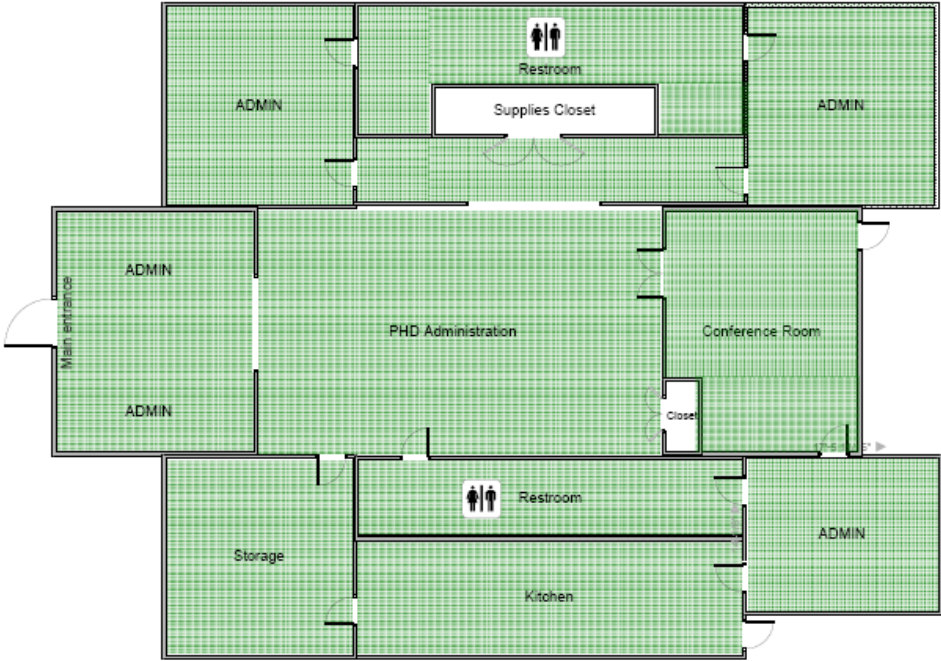 Restroom
ADMIN
Supplies Closet
ADMIN
ADMIN
Main entrance
PHD Administration
Conference Room
ADMIN
Closet
Restroom
ADMIN
Storage
Kitchen